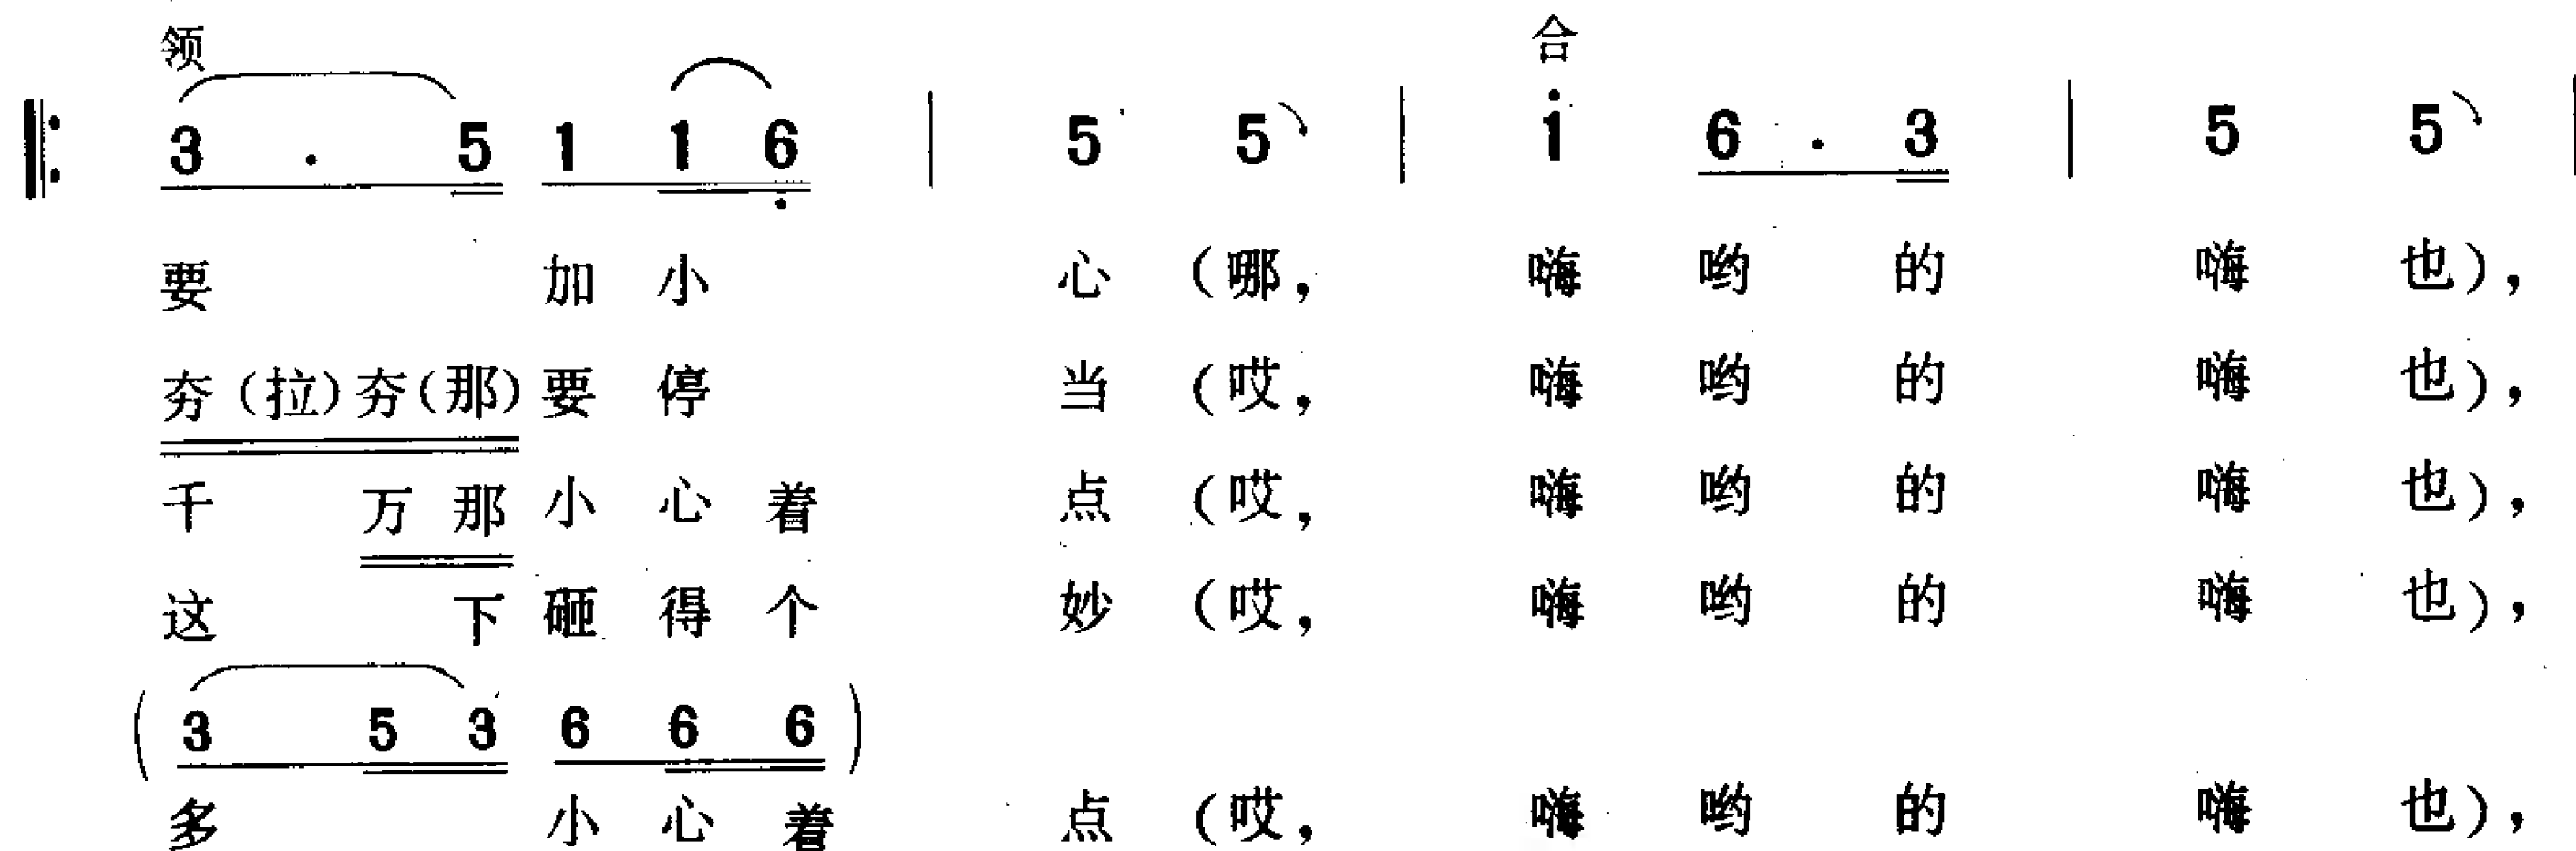 领 合
3 . 5 1 1 6 | 5 5 | 1 6 . 3 | 5 5
要 加 小 心 (哪, 嗨 哟 的 嗨 也),
夯(拉)夯(那)要 停 当 (哎, 嗨 哟 的 嗨 也),
千 万 那 小 心 着 点 (哎, 嗨 哟 的 嗨 也),
这 下 砸 得 个 妙 (哎, 嗨 哟 的 嗨 也),
(3 5 3 6 6 6)
多 小 心 着 点 (哎, 嗨 哟 的 嗨 也),